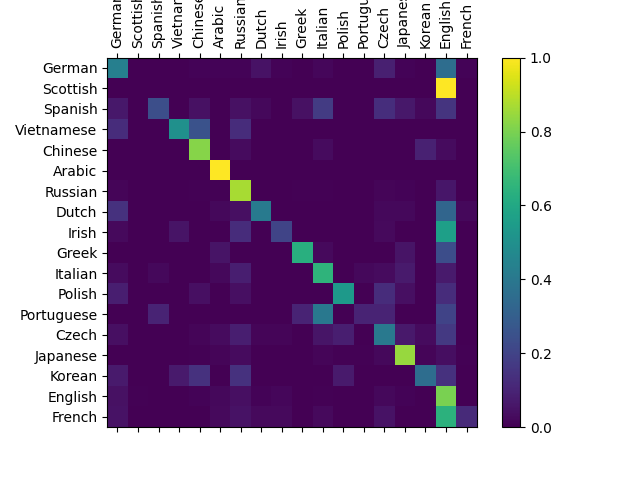 German
Scottish
Spanish
Vietnam
Chinese
Arabic
Russian
Dutch
Irish
Greek
Italian
Polish
Portugu
Czech
Japanes
Korean
English
French
German
Scottish
Spanish
Vietnamese
Chinese
Arabic
Russian
Dutch
Irish
Greek
Italian
Polish
Portuguese
Czech
Japanese
Korean
English
French
1.0
0.8
0.6
0.4
0.2
0.0